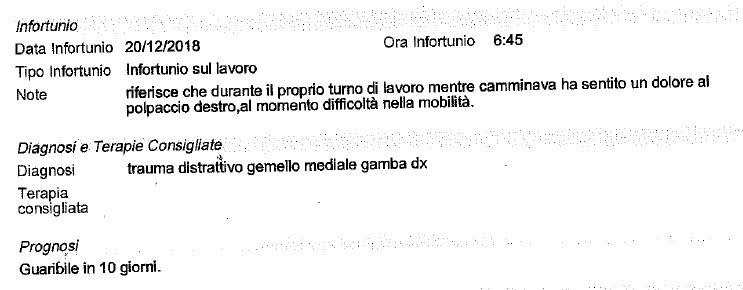 Infortunio
Data Infortunio 20/12/2018 Ora Infortunio 6:45
Tipo Infortunio Infortunio sul lavoro
Note riferisce che durante il proprio turno di lavoro mentre camminava ha sentito un dolore al
polpaccio destro,al momento difficoltà nella mobilità.
Diagnosi e Terapie Consigliate
Diagnosi trauma distrattivo gemello mediale gamba dx
Terapia
consigliata
Prognosi
Guaribile in 10 giorni.